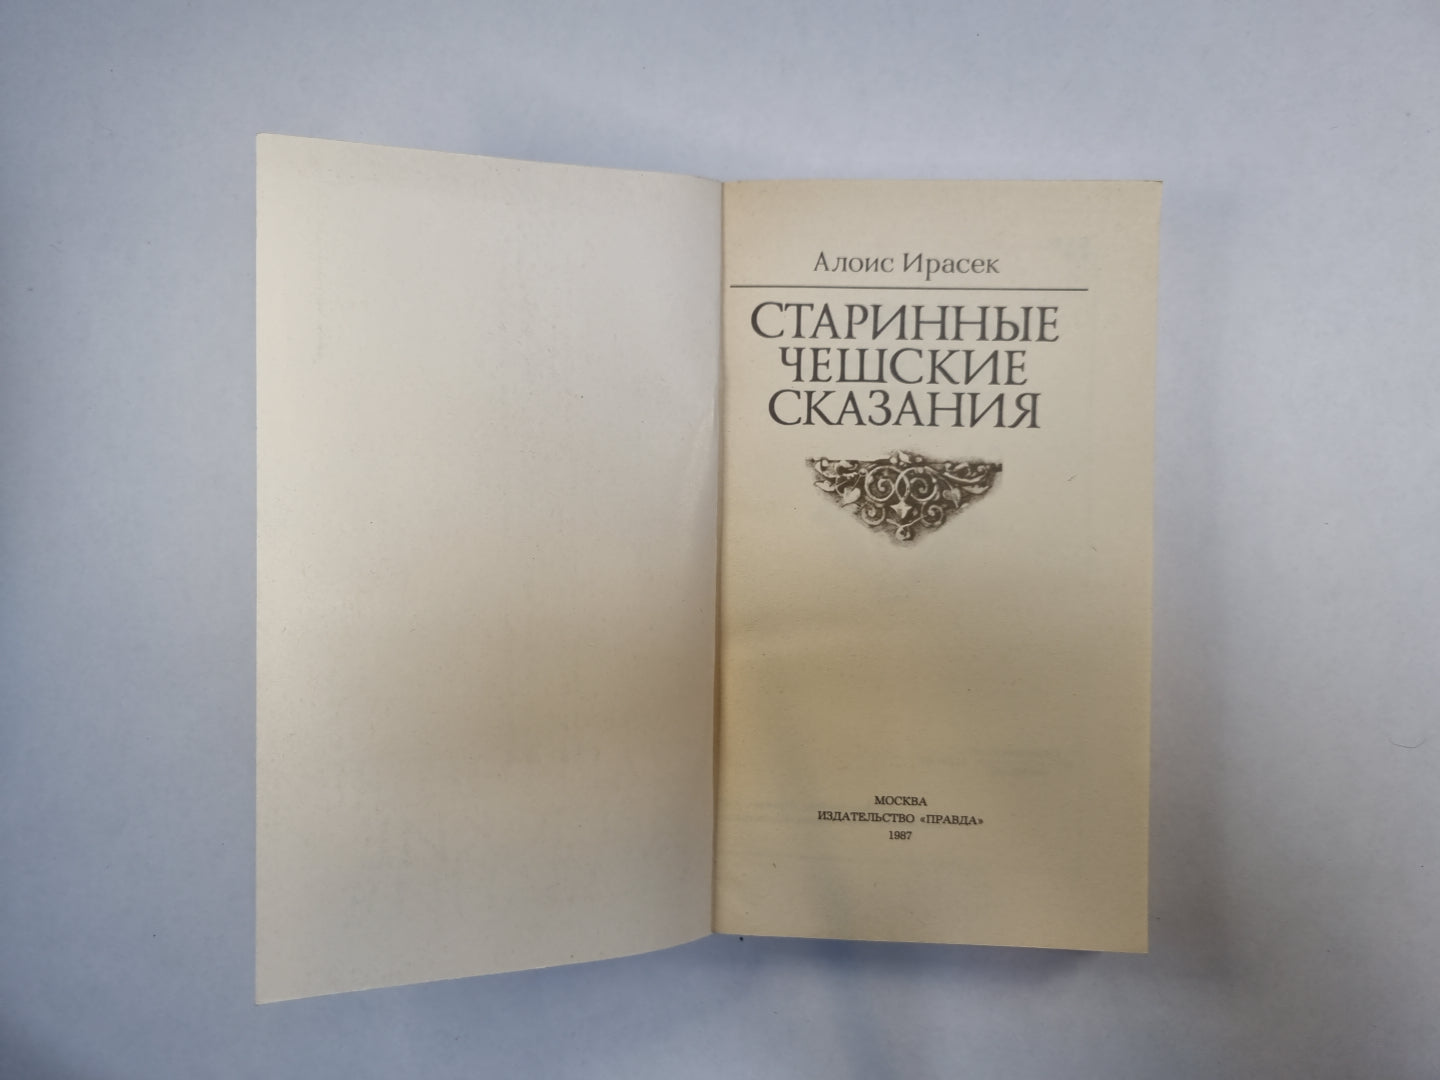 Алоис Ирасек
СТАРИННЫЕ
ЧЕШСКИЕ
СКАЗАНИЯ
МОСКВА
ИЗДАТЕЛЬСТВО «ПРАВДА»
1987